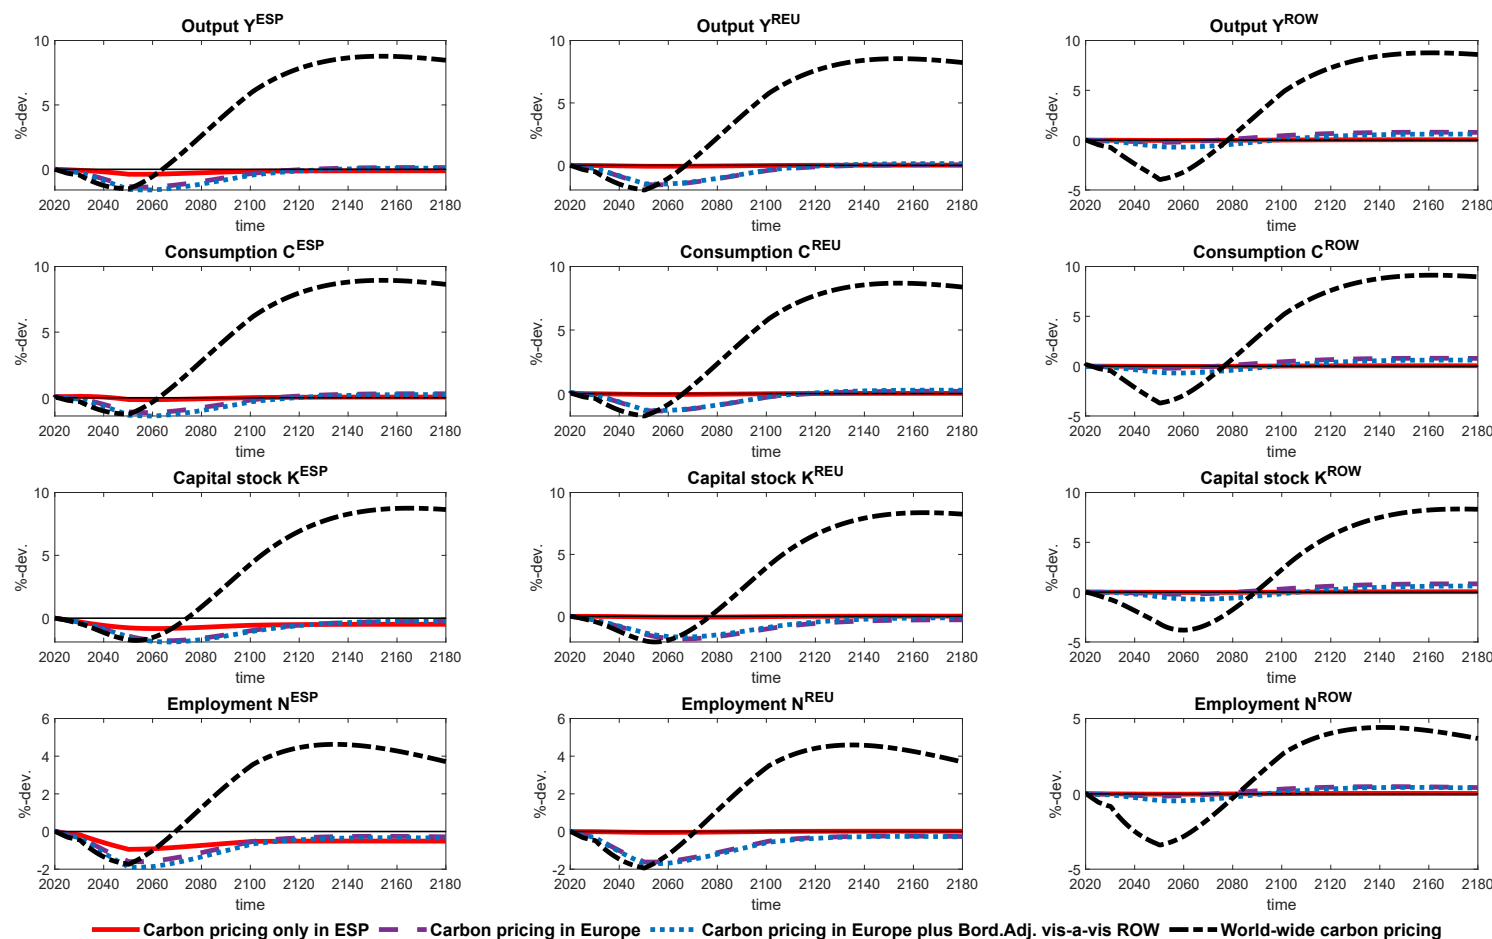 Output Y^ESP
10
5
0
%-dev.
2020 2040 2060 2080 2100 2120 2140 2160 2180
time
Output Y^REU
10
5
0
%-dev.
2020 2040 2060 2080 2100 2120 2140 2160 2180
time
Output Y^ROW
10
5
0
-5
%-dev.
2020 2040 2060 2080 2100 2120 2140 2160 2180
time
Consumption C^ESP
10
5
0
%-dev.
2020 2040 2060 2080 2100 2120 2140 2160 2180
time
Consumption C^REU
10
5
0
%-dev.
2020 2040 2060 2080 2100 2120 2140 2160 2180
time
Consumption C^ROW
10
5
0
-5
%-dev.
2020 2040 2060 2080 2100 2120 2140 2160 2180
time
Capital stock K^ESP
10
5
0
%-dev.
2020 2040 2060 2080 2100 2120 2140 2160 2180
time
Capital stock K^REU
10
5
0
%-dev.
2020 2040 2060 2080 2100 2120 2140 2160 2180
time
Capital stock K^ROW
10
5
0
-5
%-dev.
2020 2040 2060 2080 2100 2120 2140 2160 2180
time
Employment N^ESP
6
4
2
0
-2
%-dev.
2020 2040 2060 2080 2100 2120 2140 2160 2180
time
Employment N^REU
6
4
2
0
-2
%-dev.
2020 2040 2060 2080 2100 2120 2140 2160 2180
time
Employment N^ROW
5
0
-5
%-dev.
2020 2040 2060 2080 2100 2120 2140 2160 2180
time
Carbon pricing only in ESP Carbon pricing in Europe Carbon pricing in Europe plus Bord.Adj. vis-a-vis ROW World-wide carbon pricing